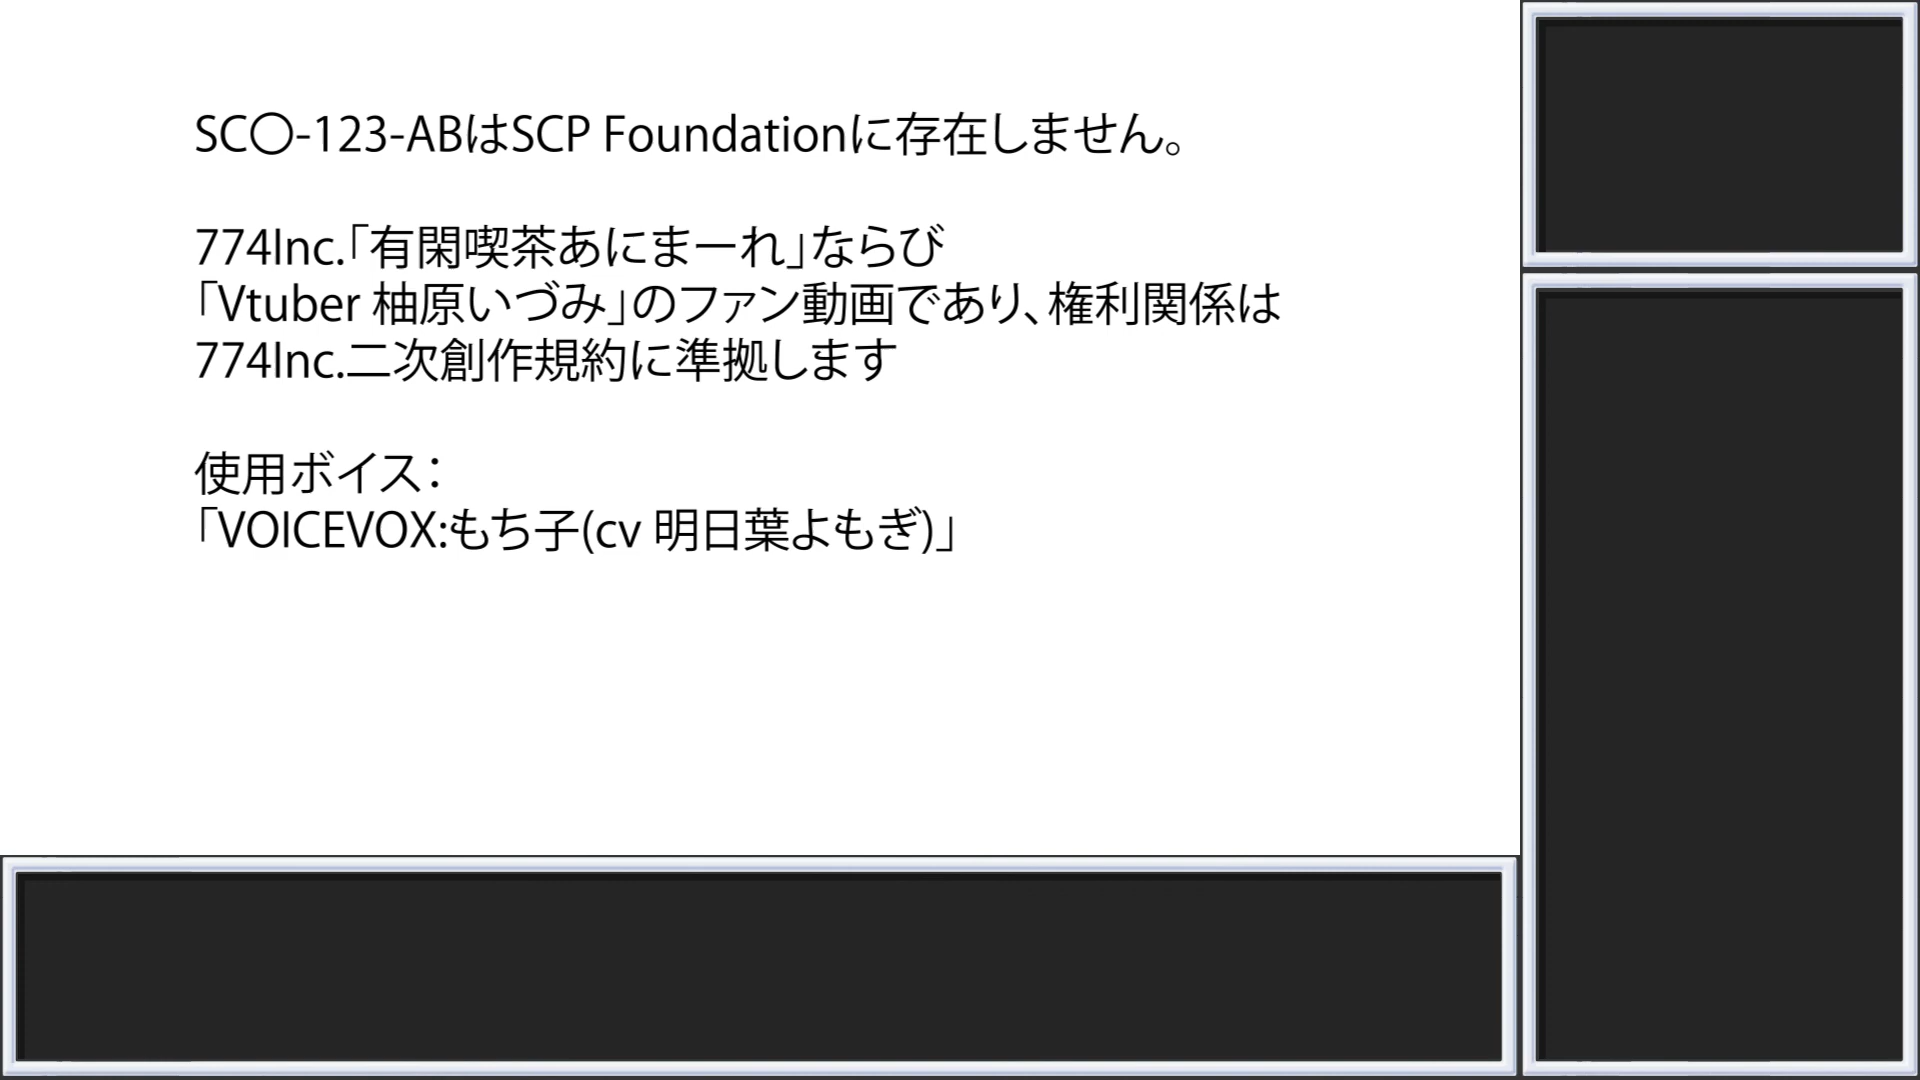 SC〇-123-ABはSCP Foundationに存在しません。
774Inc.「有閑喫茶あにまーれ」ならび
「Vtuber 柚原いづみ」のファン動画であり、権利関係は
774Inc.二次創作規約に準拠します
使用ボイス：
「VOICEVOX:もち子(cv 明日葉よもぎ)」